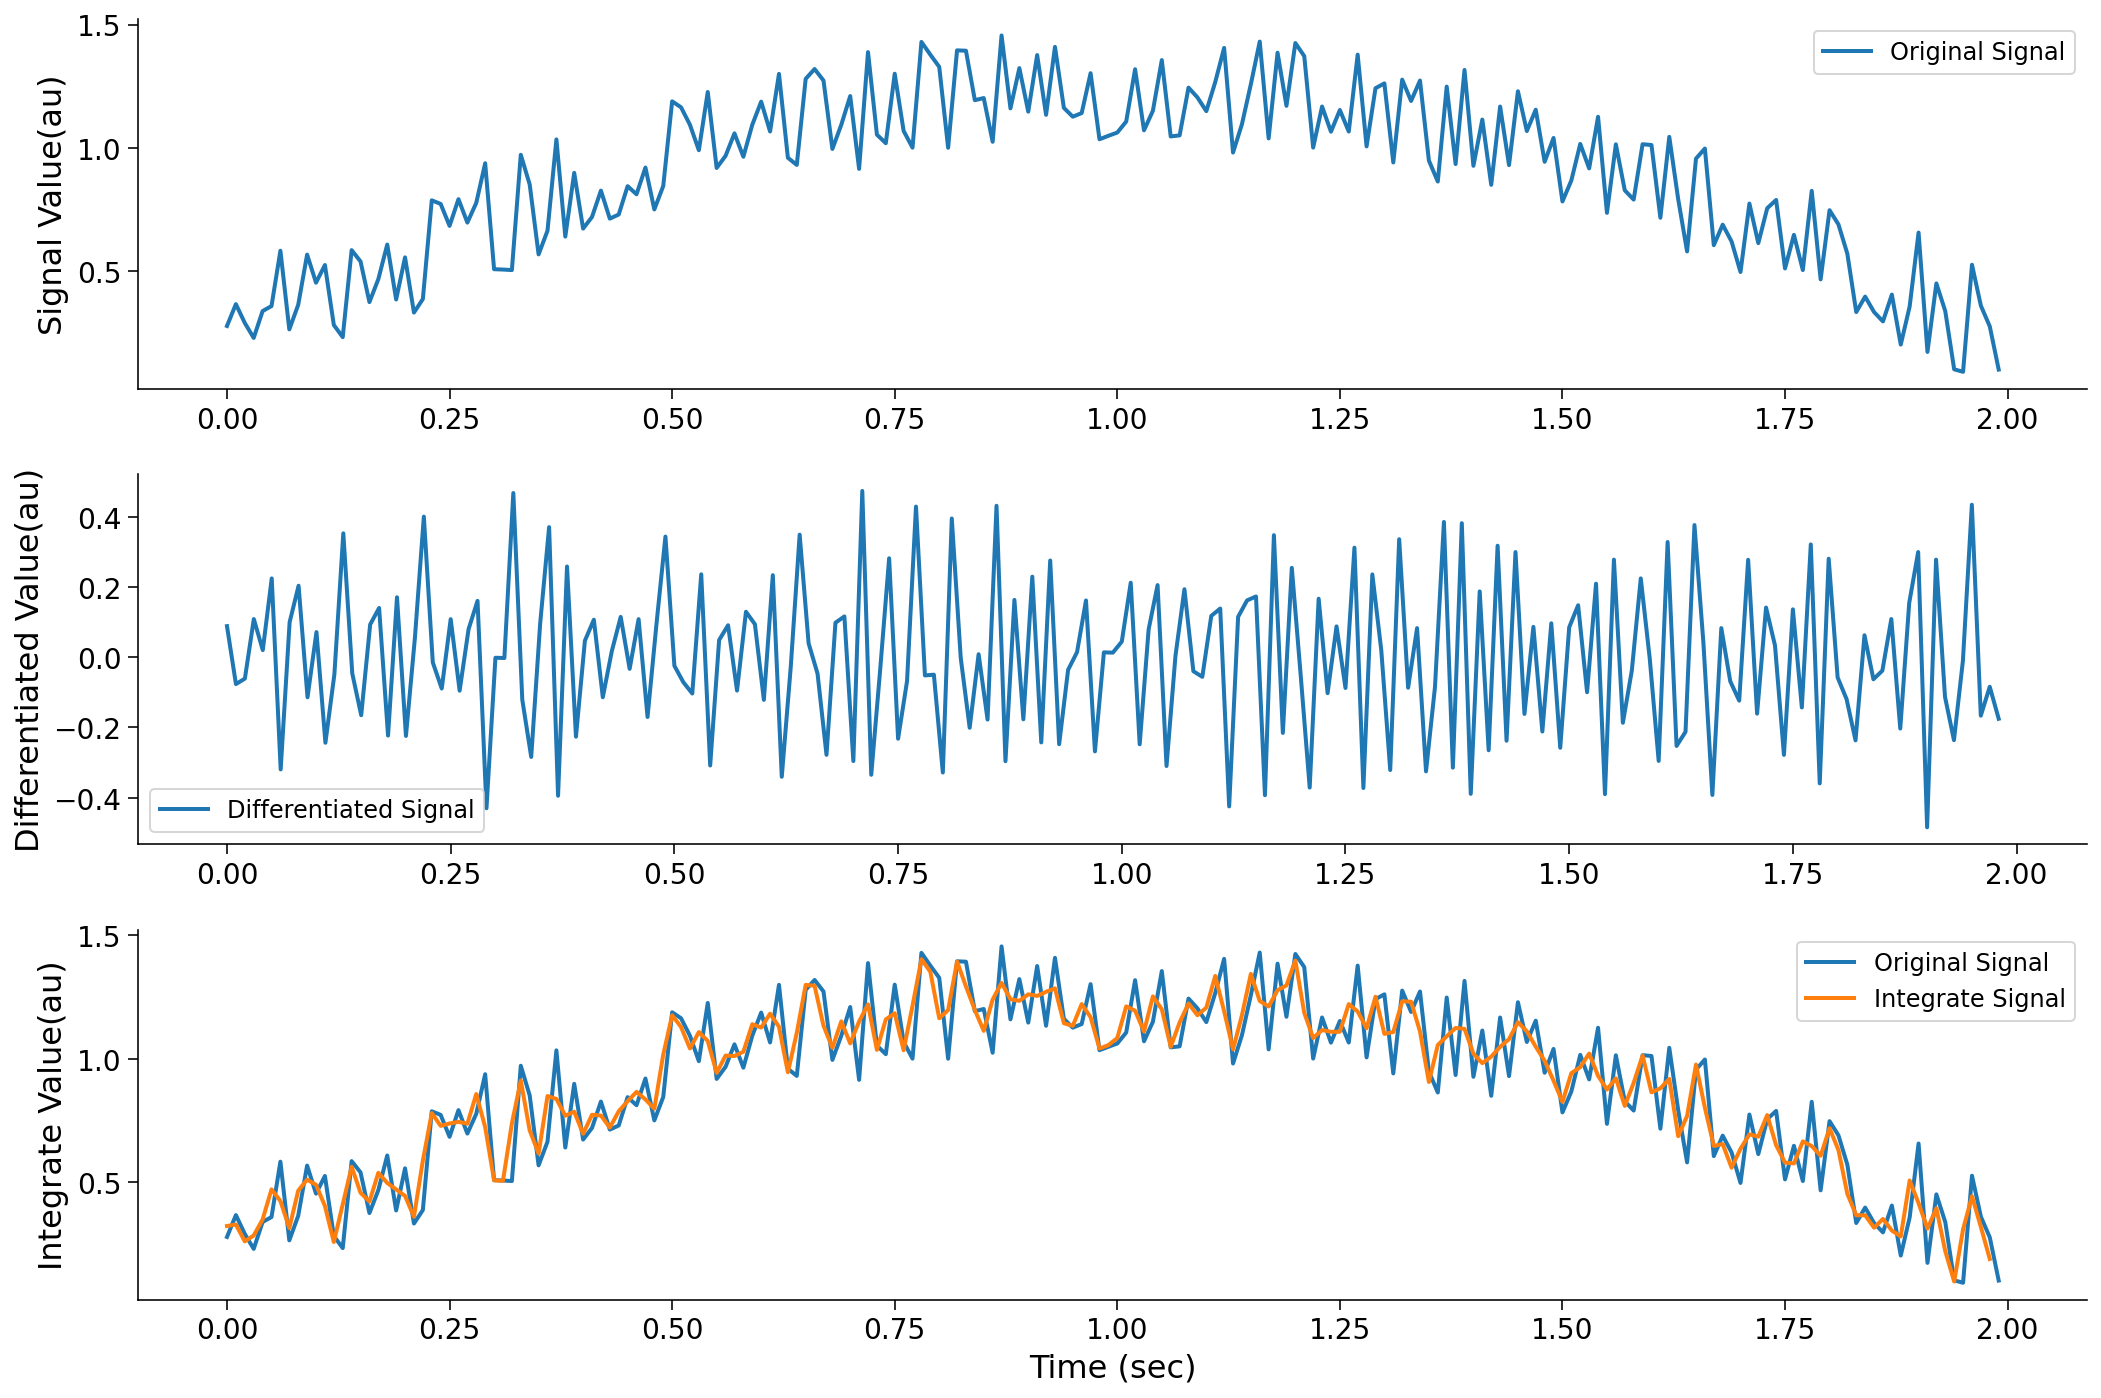 Signal Value(au)
1.5
1.0
0.5
Original Signal
0.00 0.25 0.50 0.75 1.00 1.25 1.50 1.75 2.00
Differentiated Value(au)
0.4
0.2
0.0
−0.2
−0.4
Differentiated Signal
0.00 0.25 0.50 0.75 1.00 1.25 1.50 1.75 2.00
Integrate Value(au)
1.5
1.0
0.5
Original Signal
Integrate Signal
0.00 0.25 0.50 0.75 1.00 1.25 1.50 1.75 2.00
Time (sec)